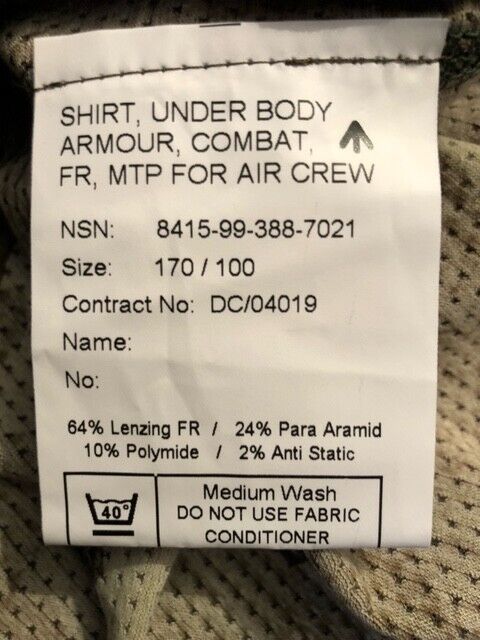 SHIRT, UNDER BODY
ARMOUR, COMBAT,
FR, MTP FOR AIR CREW
NSN: 8415-99-388-7021
Size: 170 / 100
Contract No: DC/04019
Name:
No:
64% Lenzing FR / 24% Para Aramid
10% Polymide / 2% Anti Static
40°
Medium Wash
DO NOT USE FABRIC
CONDITIONER